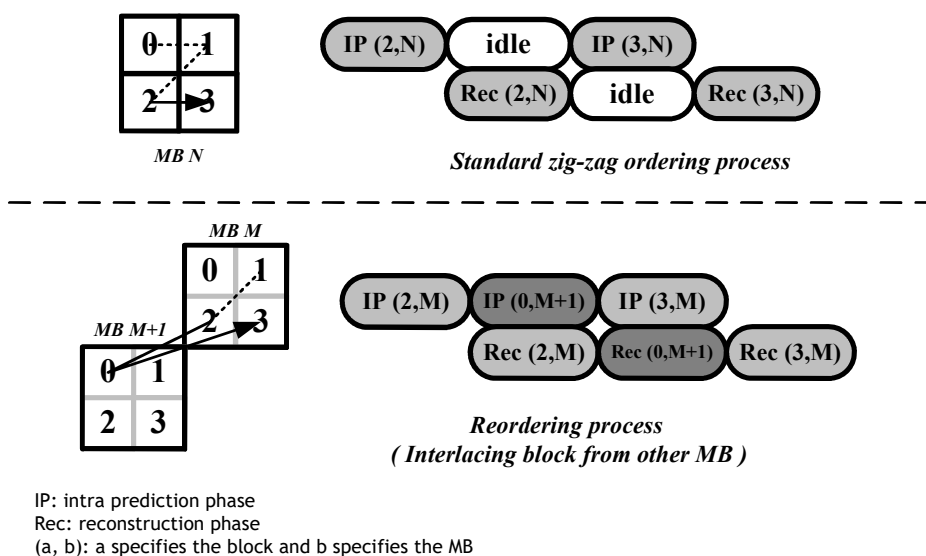 0 1
2 3
MB N
IP (2,N) idle IP (3,N)
Rec (2,N) idle Rec (3,N)
Standard zig-zag ordering process
MB M
0 1
2 3
MB M+1
0 1
2 3
IP (2,M) IP (0,M+1) IP (3,M)
Rec (2,M) Rec (0,M+1) Rec (3,M)
Reordering process
( Interlacing block from other MB )
IP: intra prediction phase
Rec: reconstruction phase
(a, b): a specifies the block and b specifies the MB